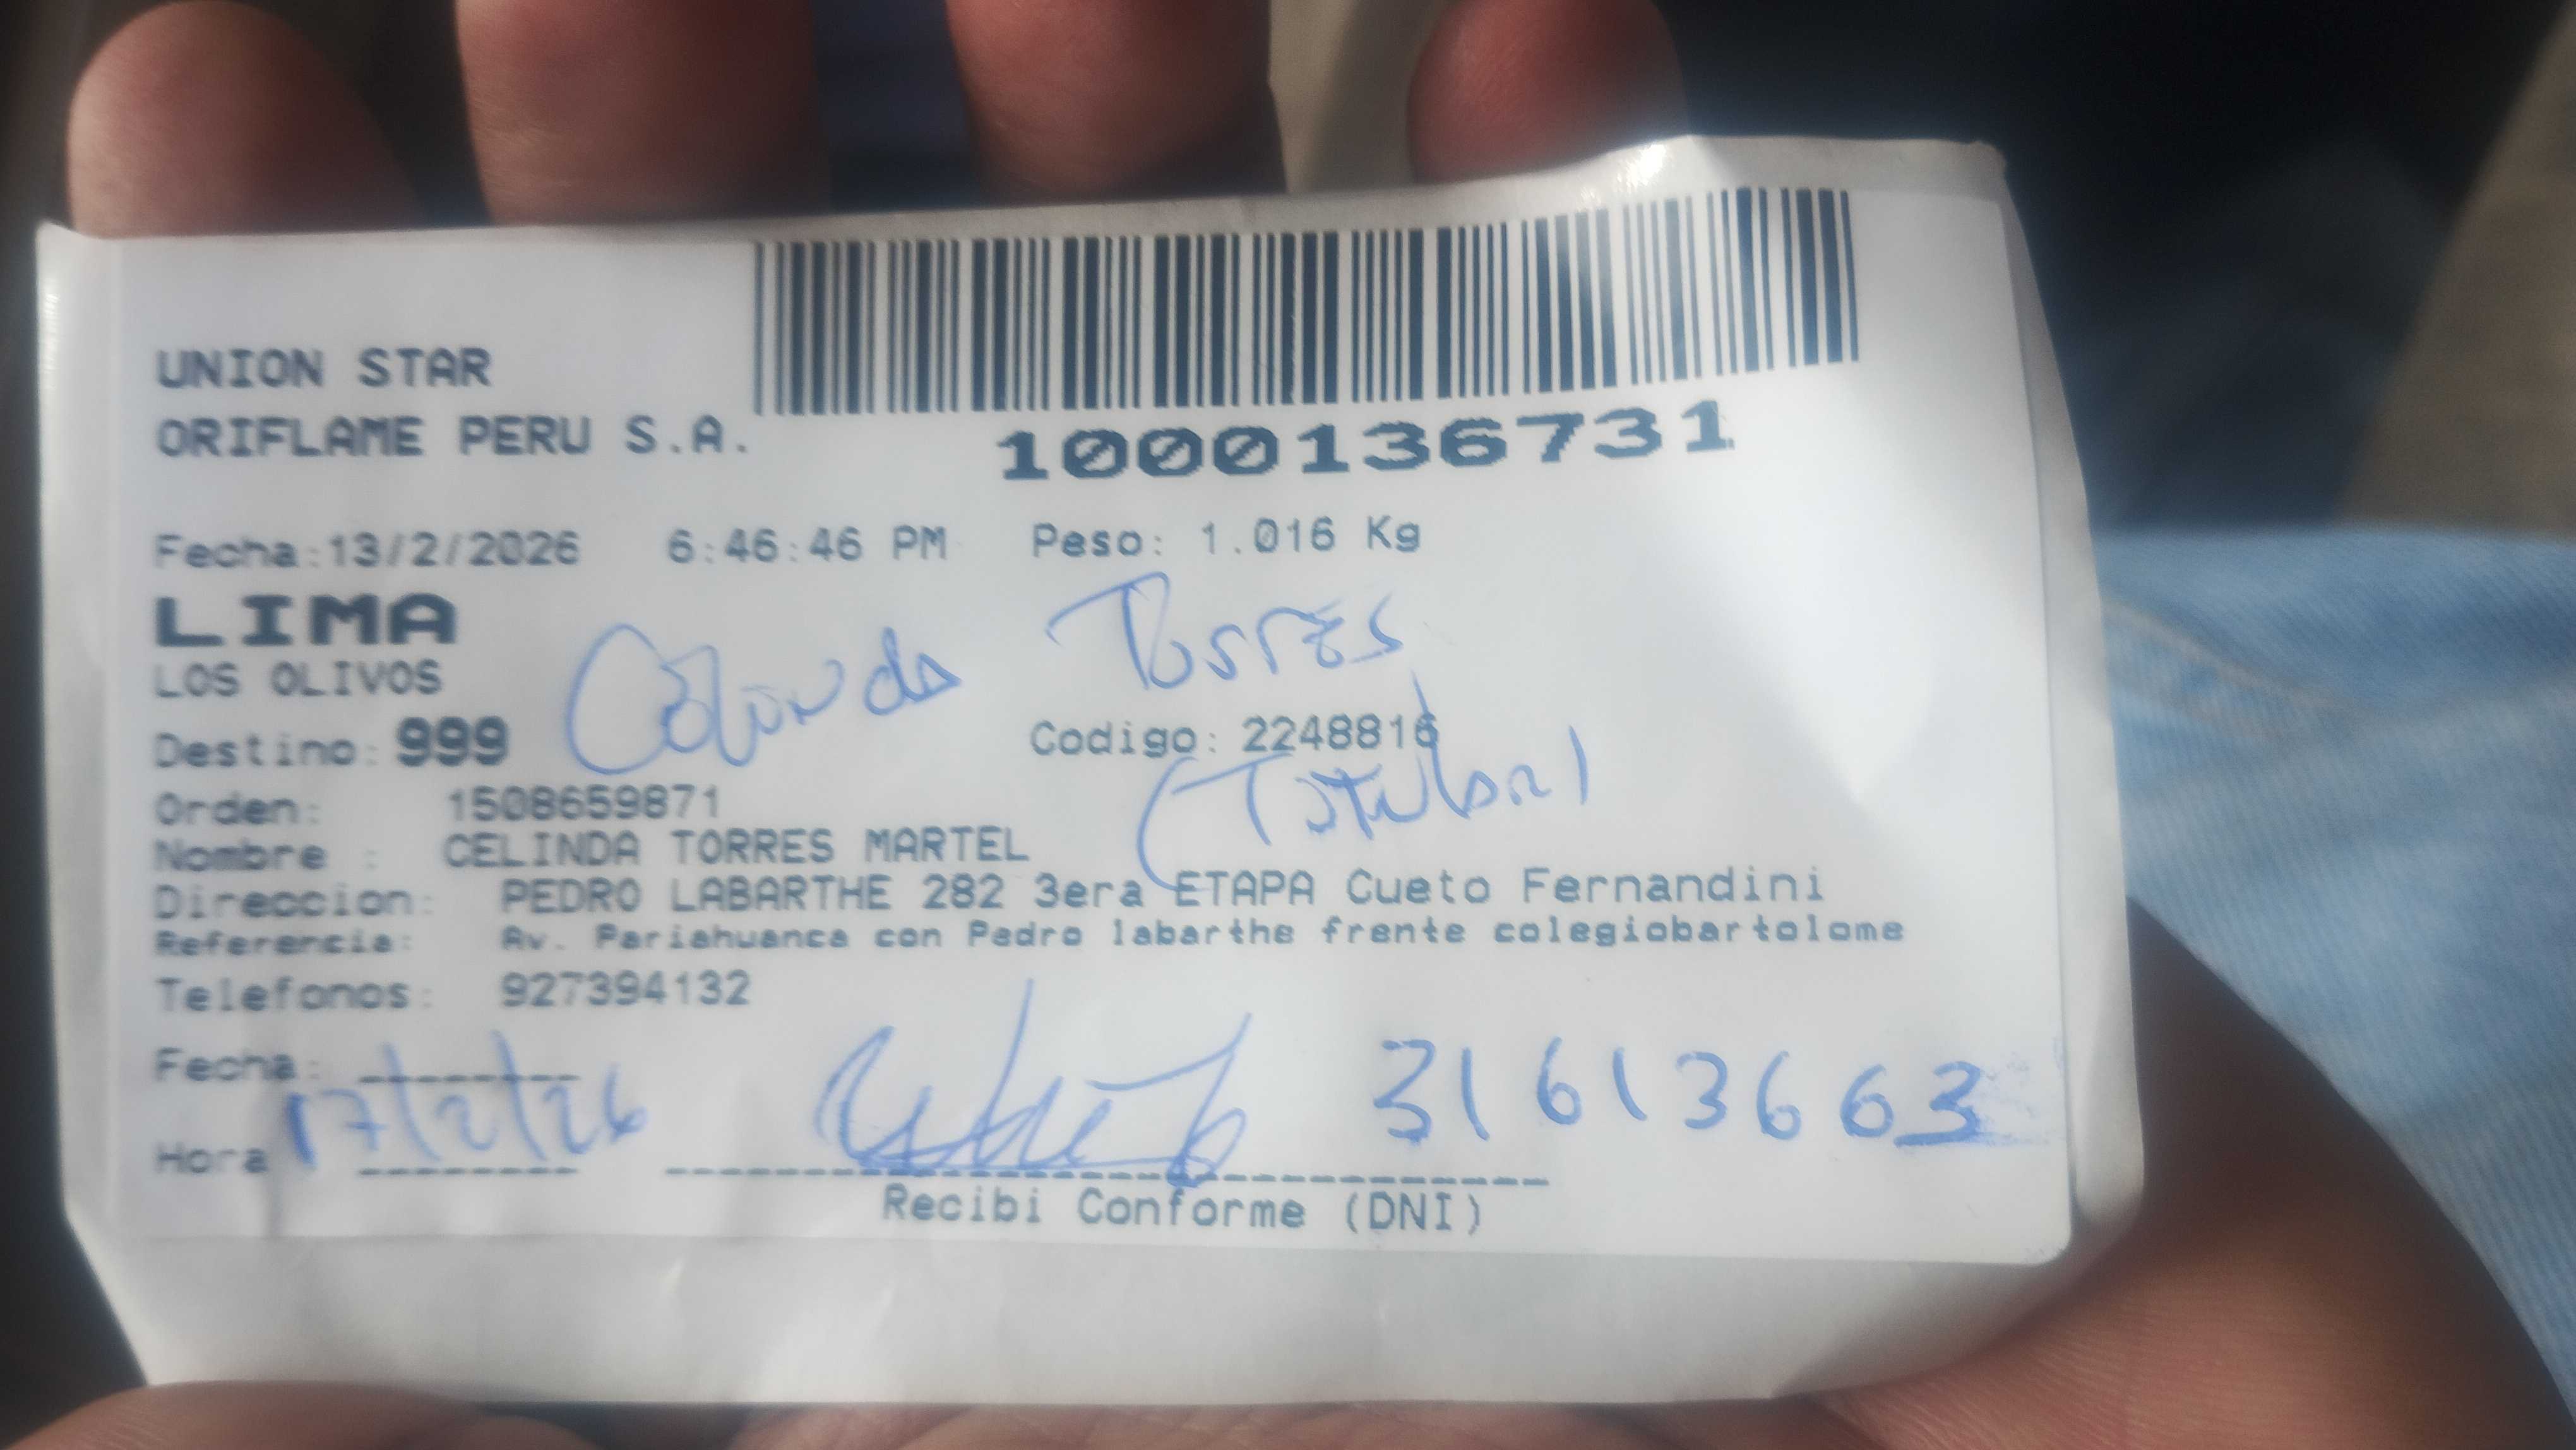 UNION STAR
ORIFLAME PERU S.A.
1000136731
Fecha:13/2/2026 6:46:46 PM Peso: 1.016 Kg
LIMA
LOS OLIVOS
Celinda Torres
Destino: 999 Codigo: 2248816
(Titular)
Orden: 1508659871
Nombre : CELINDA TORRES MARTEL
Direccion: PEDRO LABARTHE 282 3era ETAPA Cueto Fernandini
Referencia: Av. Pariahuanca con Pedro labarthe frente colegiobartolome
Telefonos: 927394132
Fecha: 17/2/26
31613663
Hora
Recibi Conforme (DNI)